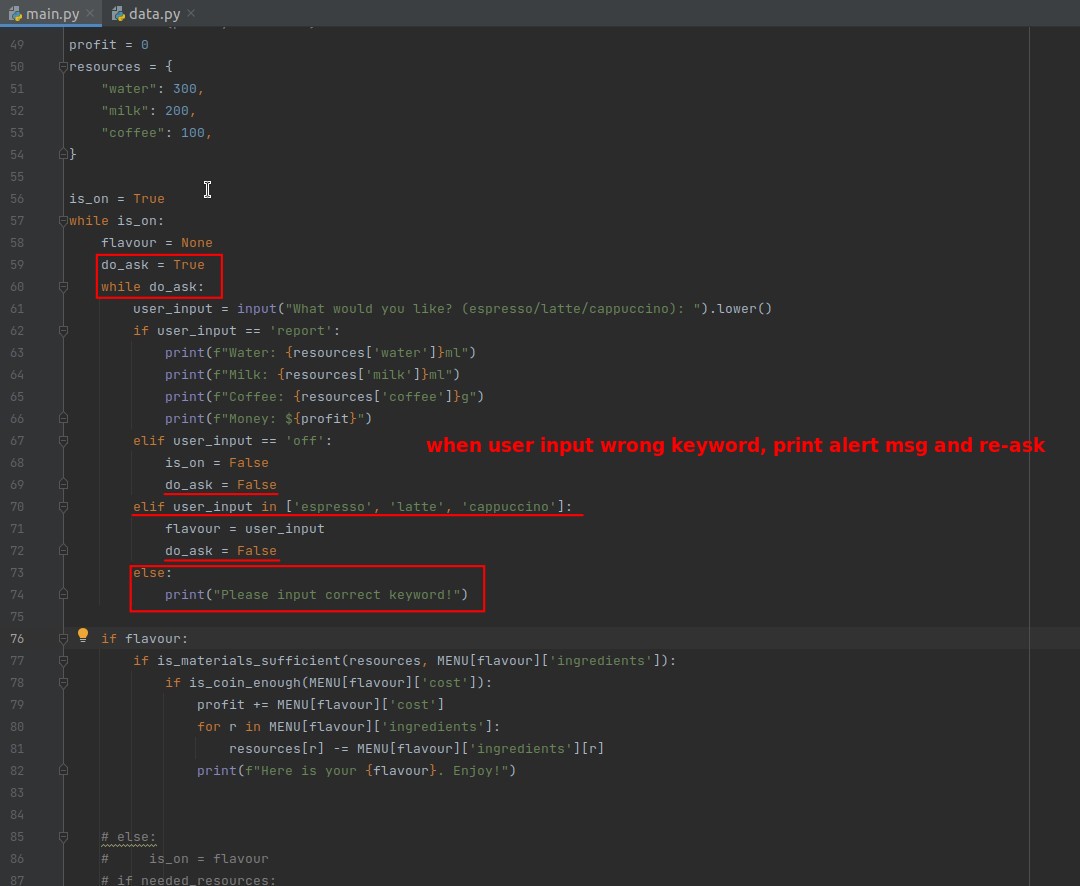 main.py × data.py ×
49 profit = 0
50 resources = {
51 "water": 300,
52 "milk": 200,
53 "coffee": 100,
54 }
55
56 is_on = True
57 while is_on:
58 flavour = None
59 do_ask = True
60 while do_ask:
61 user_input = input("What would you like? (espresso/latte/cappuccino): ").lower()
62 if user_input == 'report':
63 print(f"Water: {resources['water']}ml")
64 print(f"Milk: {resources['milk']}ml")
65 print(f"Coffee: {resources['coffee']}g")
66 print(f"Money: ${profit}")
67 elif user_input == 'off':
when user input wrong keyword, print alert msg and re-ask
68 is_on = False
69 do_ask = False
70 elif user_input in ['espresso', 'latte', 'cappuccino']:
71 flavour = user_input
72 do_ask = False
73 else:
74 print("Please input correct keyword!")
75
76 if flavour:
77 if is_materials_sufficient(resources, MENU[flavour]['ingredients']):
78 if is_coin_enough(MENU[flavour]['cost']):
79 profit += MENU[flavour]['cost']
80 for r in MENU[flavour]['ingredients']:
81 resources[r] -= MENU[flavour]['ingredients'][r]
82 print(f"Here is your {flavour}. Enjoy!")
83
84
85 # else:
86 # is_on = flavour
87 # if needed_resources: